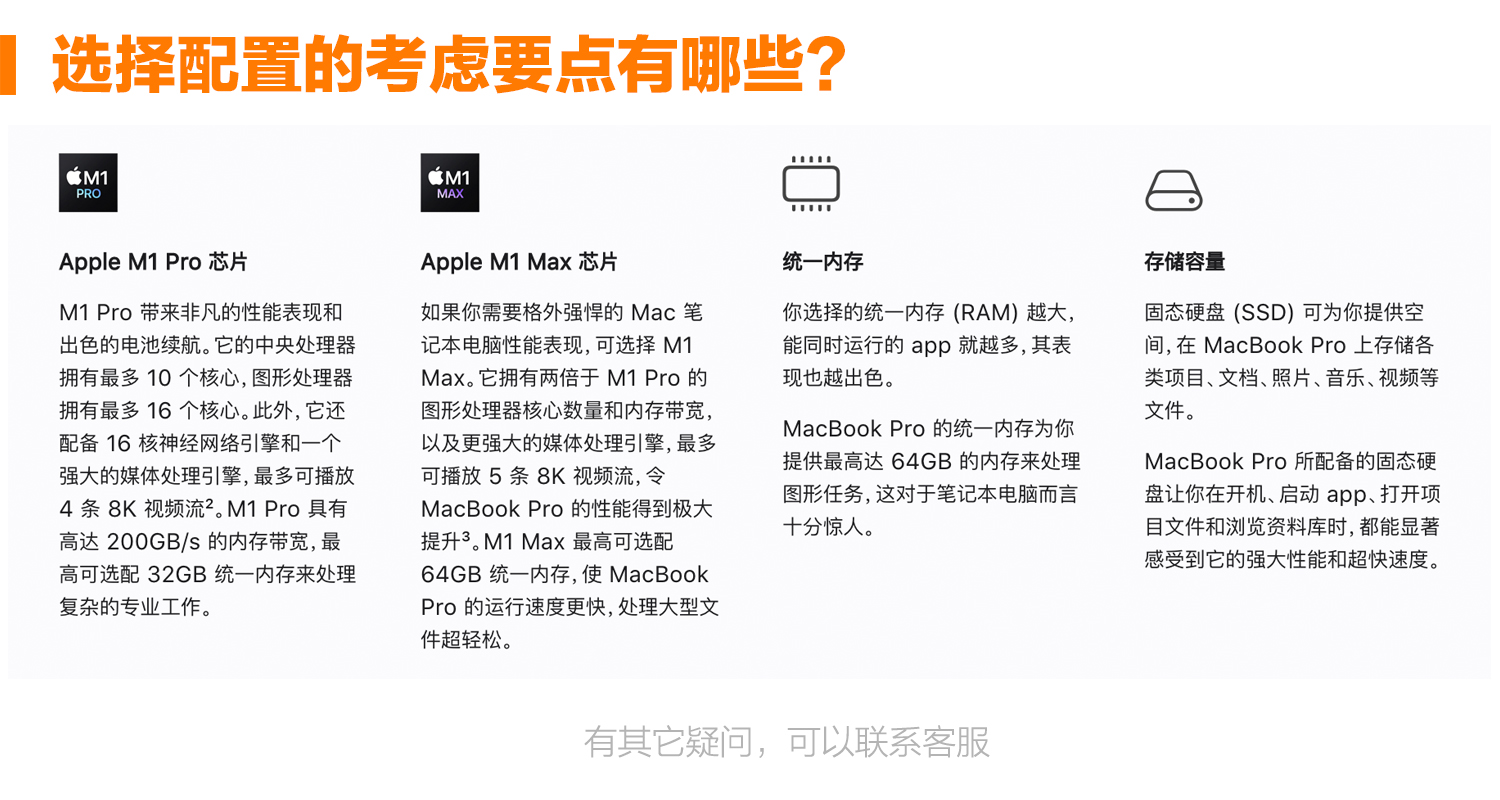 选择配置的考虑要点有哪些？
M1
PRO
Apple M1 Pro 芯片
M1 Pro 带来非凡的性能表现和
出色的电池续航。它的中央处理器
拥有最多 10 个核心，图形处理器
拥有最多 16 个核心。此外，它还
配备 16 核神经网络引擎和一个
强大的媒体处理引擎，最多可播放
4 条 8K 视频流²。M1 Pro 具有
高达 200GB/s 的内存带宽，最
高可选配 32GB 统一内存来处理
复杂的专业工作。
M1
MAX
Apple M1 Max 芯片
如果你需要格外强悍的 Mac 笔
记本电脑性能表现，可选择 M1
Max。它拥有两倍于 M1 Pro 的
图形处理器核心数量和内存带宽，
以及更强大的媒体处理引擎，最多
可播放 5 条 8K 视频流，令
MacBook Pro 的性能得到极大
提升³。M1 Max 最高可选配
64GB 统一内存，使 MacBook
Pro 的运行速度更快，处理大型文
件超轻松。
统一内存
你选择的统一内存 (RAM) 越大，
能同时运行的 app 就越多，其表
现也越出色。
MacBook Pro 的统一内存为你
提供最高达 64GB 的内存来处理
图形任务，这对于笔记本电脑而言
十分惊人。
存储容量
固态硬盘 (SSD) 可为你提供空
间，在 MacBook Pro 上存储各
类项目、文档、照片、音乐、视频等
文件。
MacBook Pro 所配备的固态硬
盘让你在开机、启动 app、打开项
目文件和浏览资料库时，都能显著
感受到它的强大性能和超快速度。
有其它疑问，可以联系客服